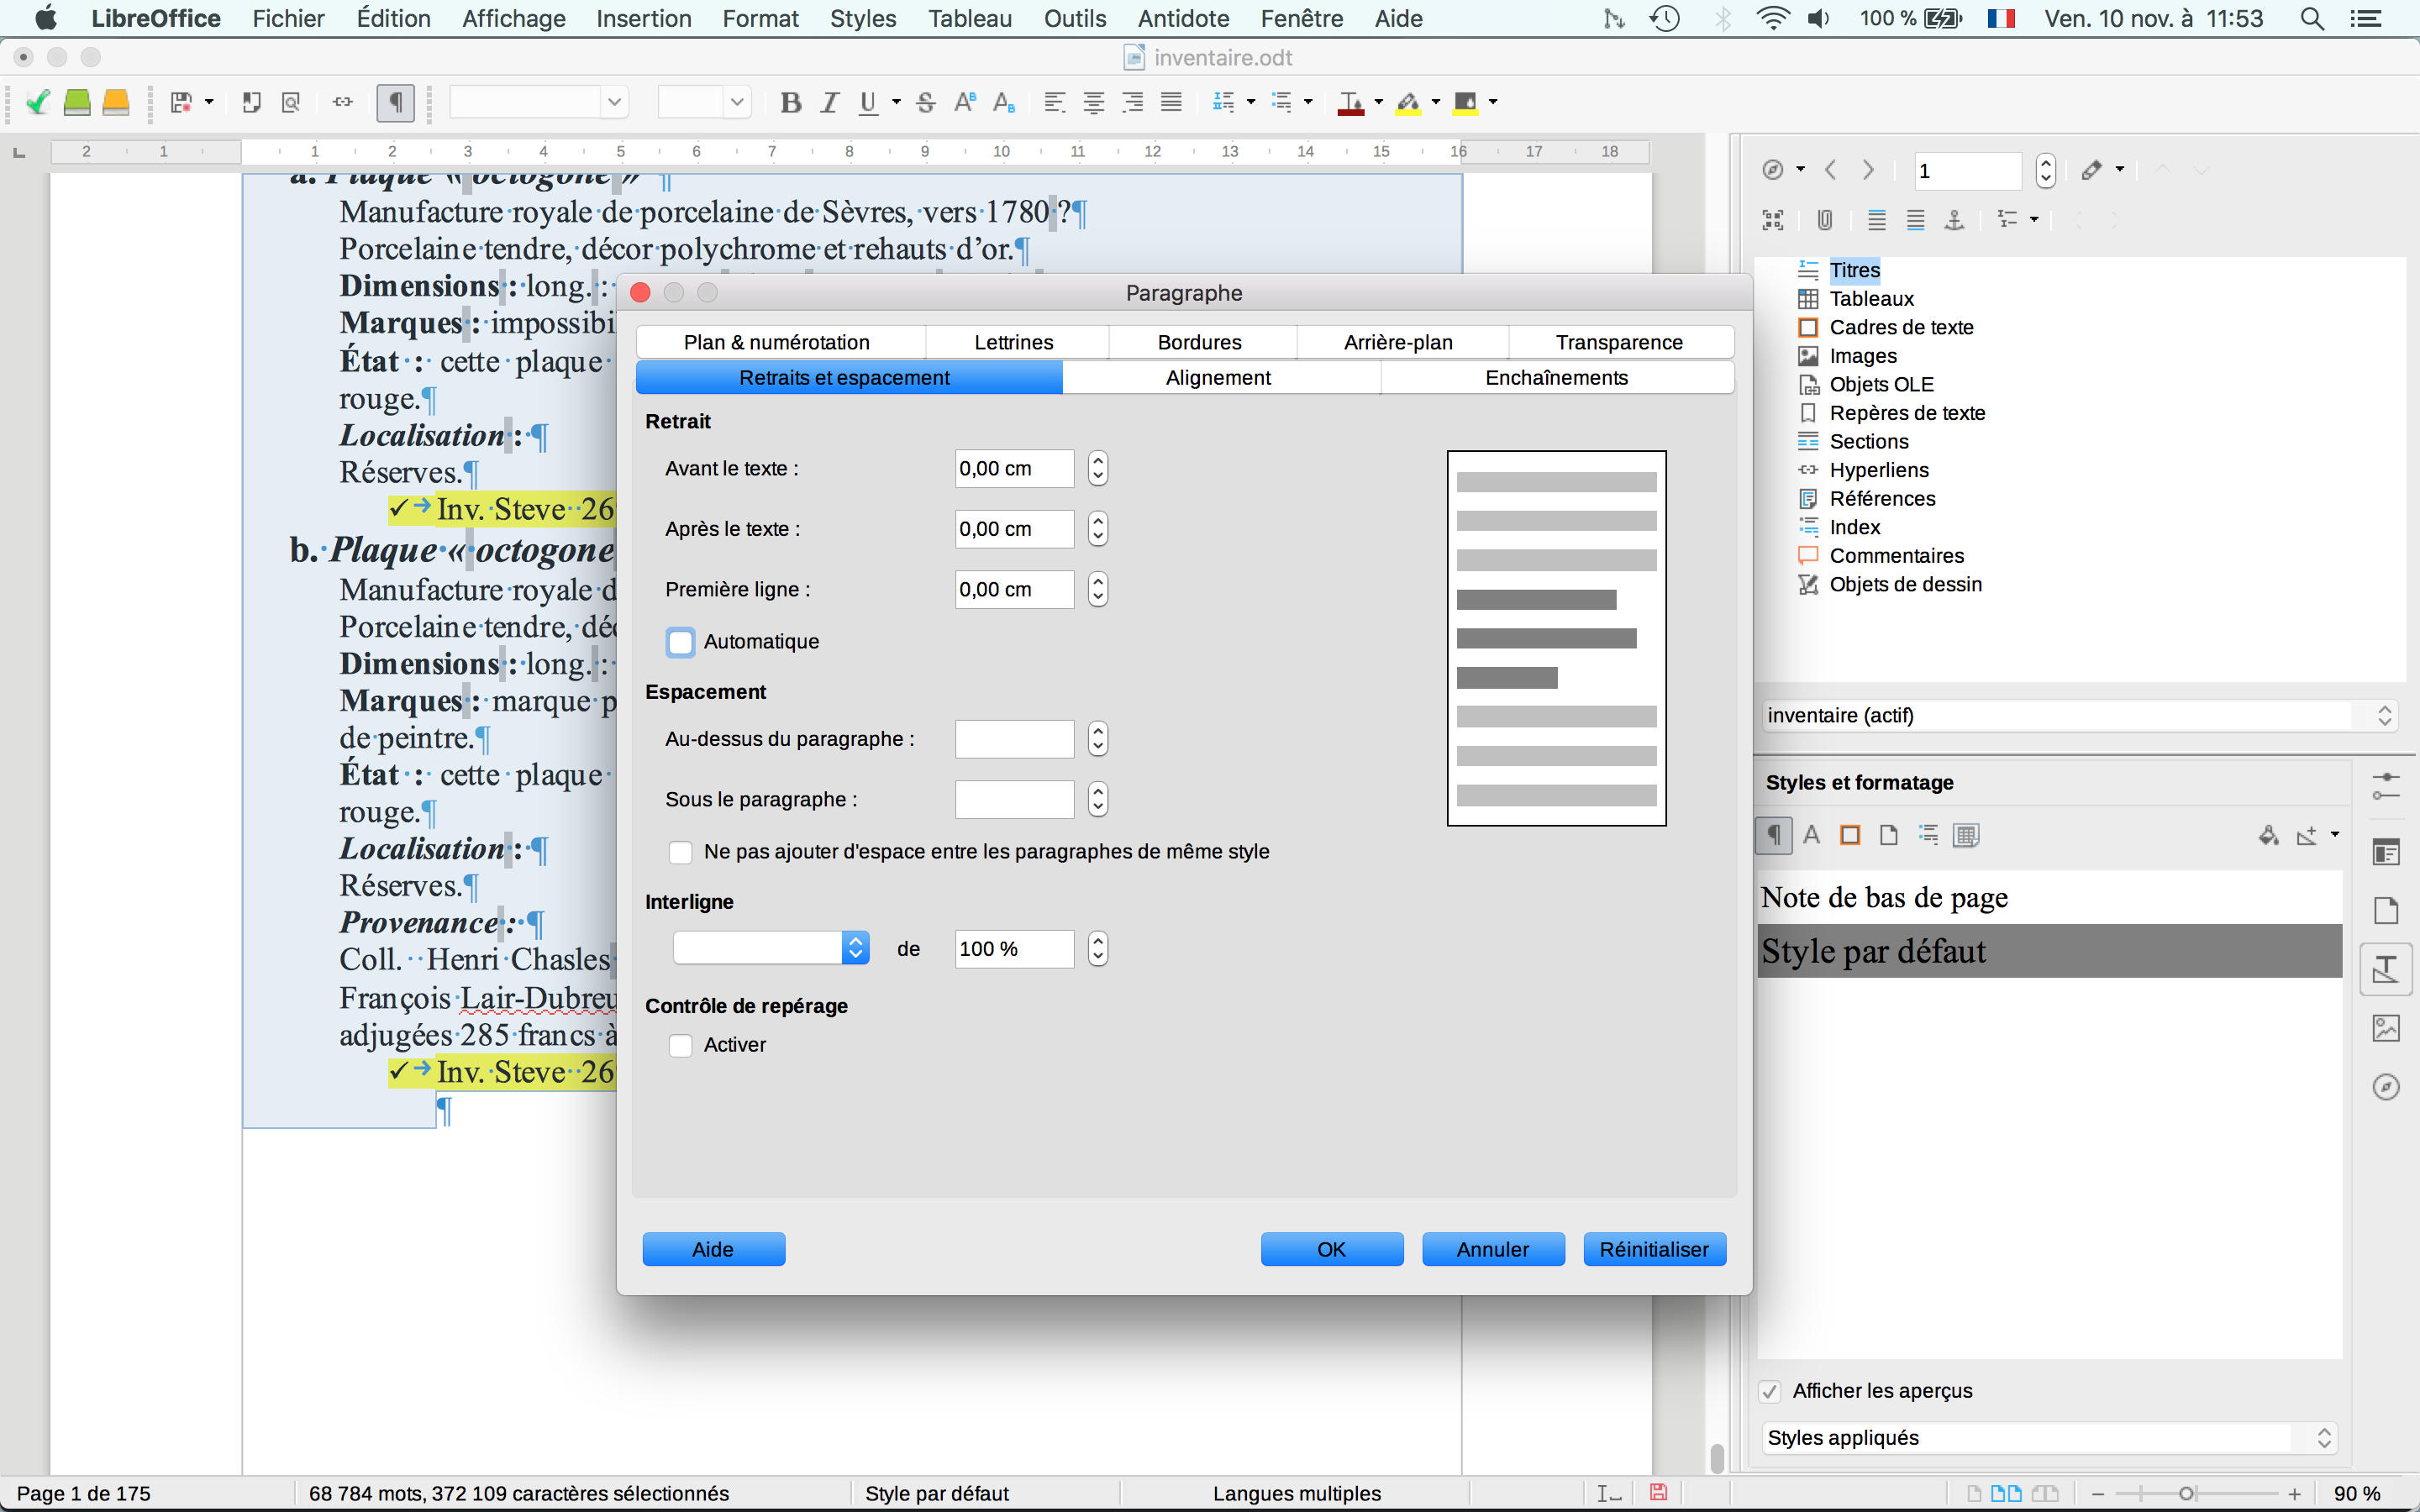 LibreOffice Fichier Édition Affichage Insertion Format Styles Tableau Outils Antidote Fenêtre Aide 100 % Ven. 10 nov. à 11:53
inventaire.odt
2 1 1 2 3 4 5 6 7 8 9 10 11 12 13 14 15 16 17 18
1
a. Plaque « octogone » ¶
Manufacture royale de porcelaine de Sèvres, vers 1780 ?¶
Porcelaine tendre, décor polychrome et rehauts d’or.¶
Dimensions : long. :
Marques : impossibi
État : cette plaque
rouge.¶
Localisation : ¶
Réserves.¶
✓ Inv. Steve 26
b. Plaque « octogone
Manufacture royale d
Porcelaine tendre, déc
Dimensions : long. :
Marques : marque p
de peintre.¶
État : cette plaque
rouge.¶
Localisation : ¶
Réserves.¶
Provenance : ¶
Coll. Henri Chasles
François Lair-Dubreu
adjugées 285 francs à
✓ Inv. Steve 26
¶
Paragraphe
Plan & numérotation Lettrines Bordures Arrière-plan Transparence
Retraits et espacement Alignement Enchaînements
Retrait
Avant le texte : 0,00 cm
Après le texte : 0,00 cm
Première ligne : 0,00 cm
Automatique
Espacement
Au-dessus du paragraphe :
Sous le paragraphe :
Ne pas ajouter d'espace entre les paragraphes de même style
Interligne
de 100 %
Contrôle de repérage
Activer
Aide OK Annuler Réinitialiser
Titres
Tableaux
Cadres de texte
Images
Objets OLE
Repères de texte
Sections
Hyperliens
Références
Index
Commentaires
Objets de dessin
inventaire (actif)
Styles et formatage
Note de bas de page
Style par défaut
Afficher les aperçus
Styles appliqués
Page 1 de 175 68 784 mots, 372 109 caractères sélectionnés Style par défaut Langues multiples 90 %